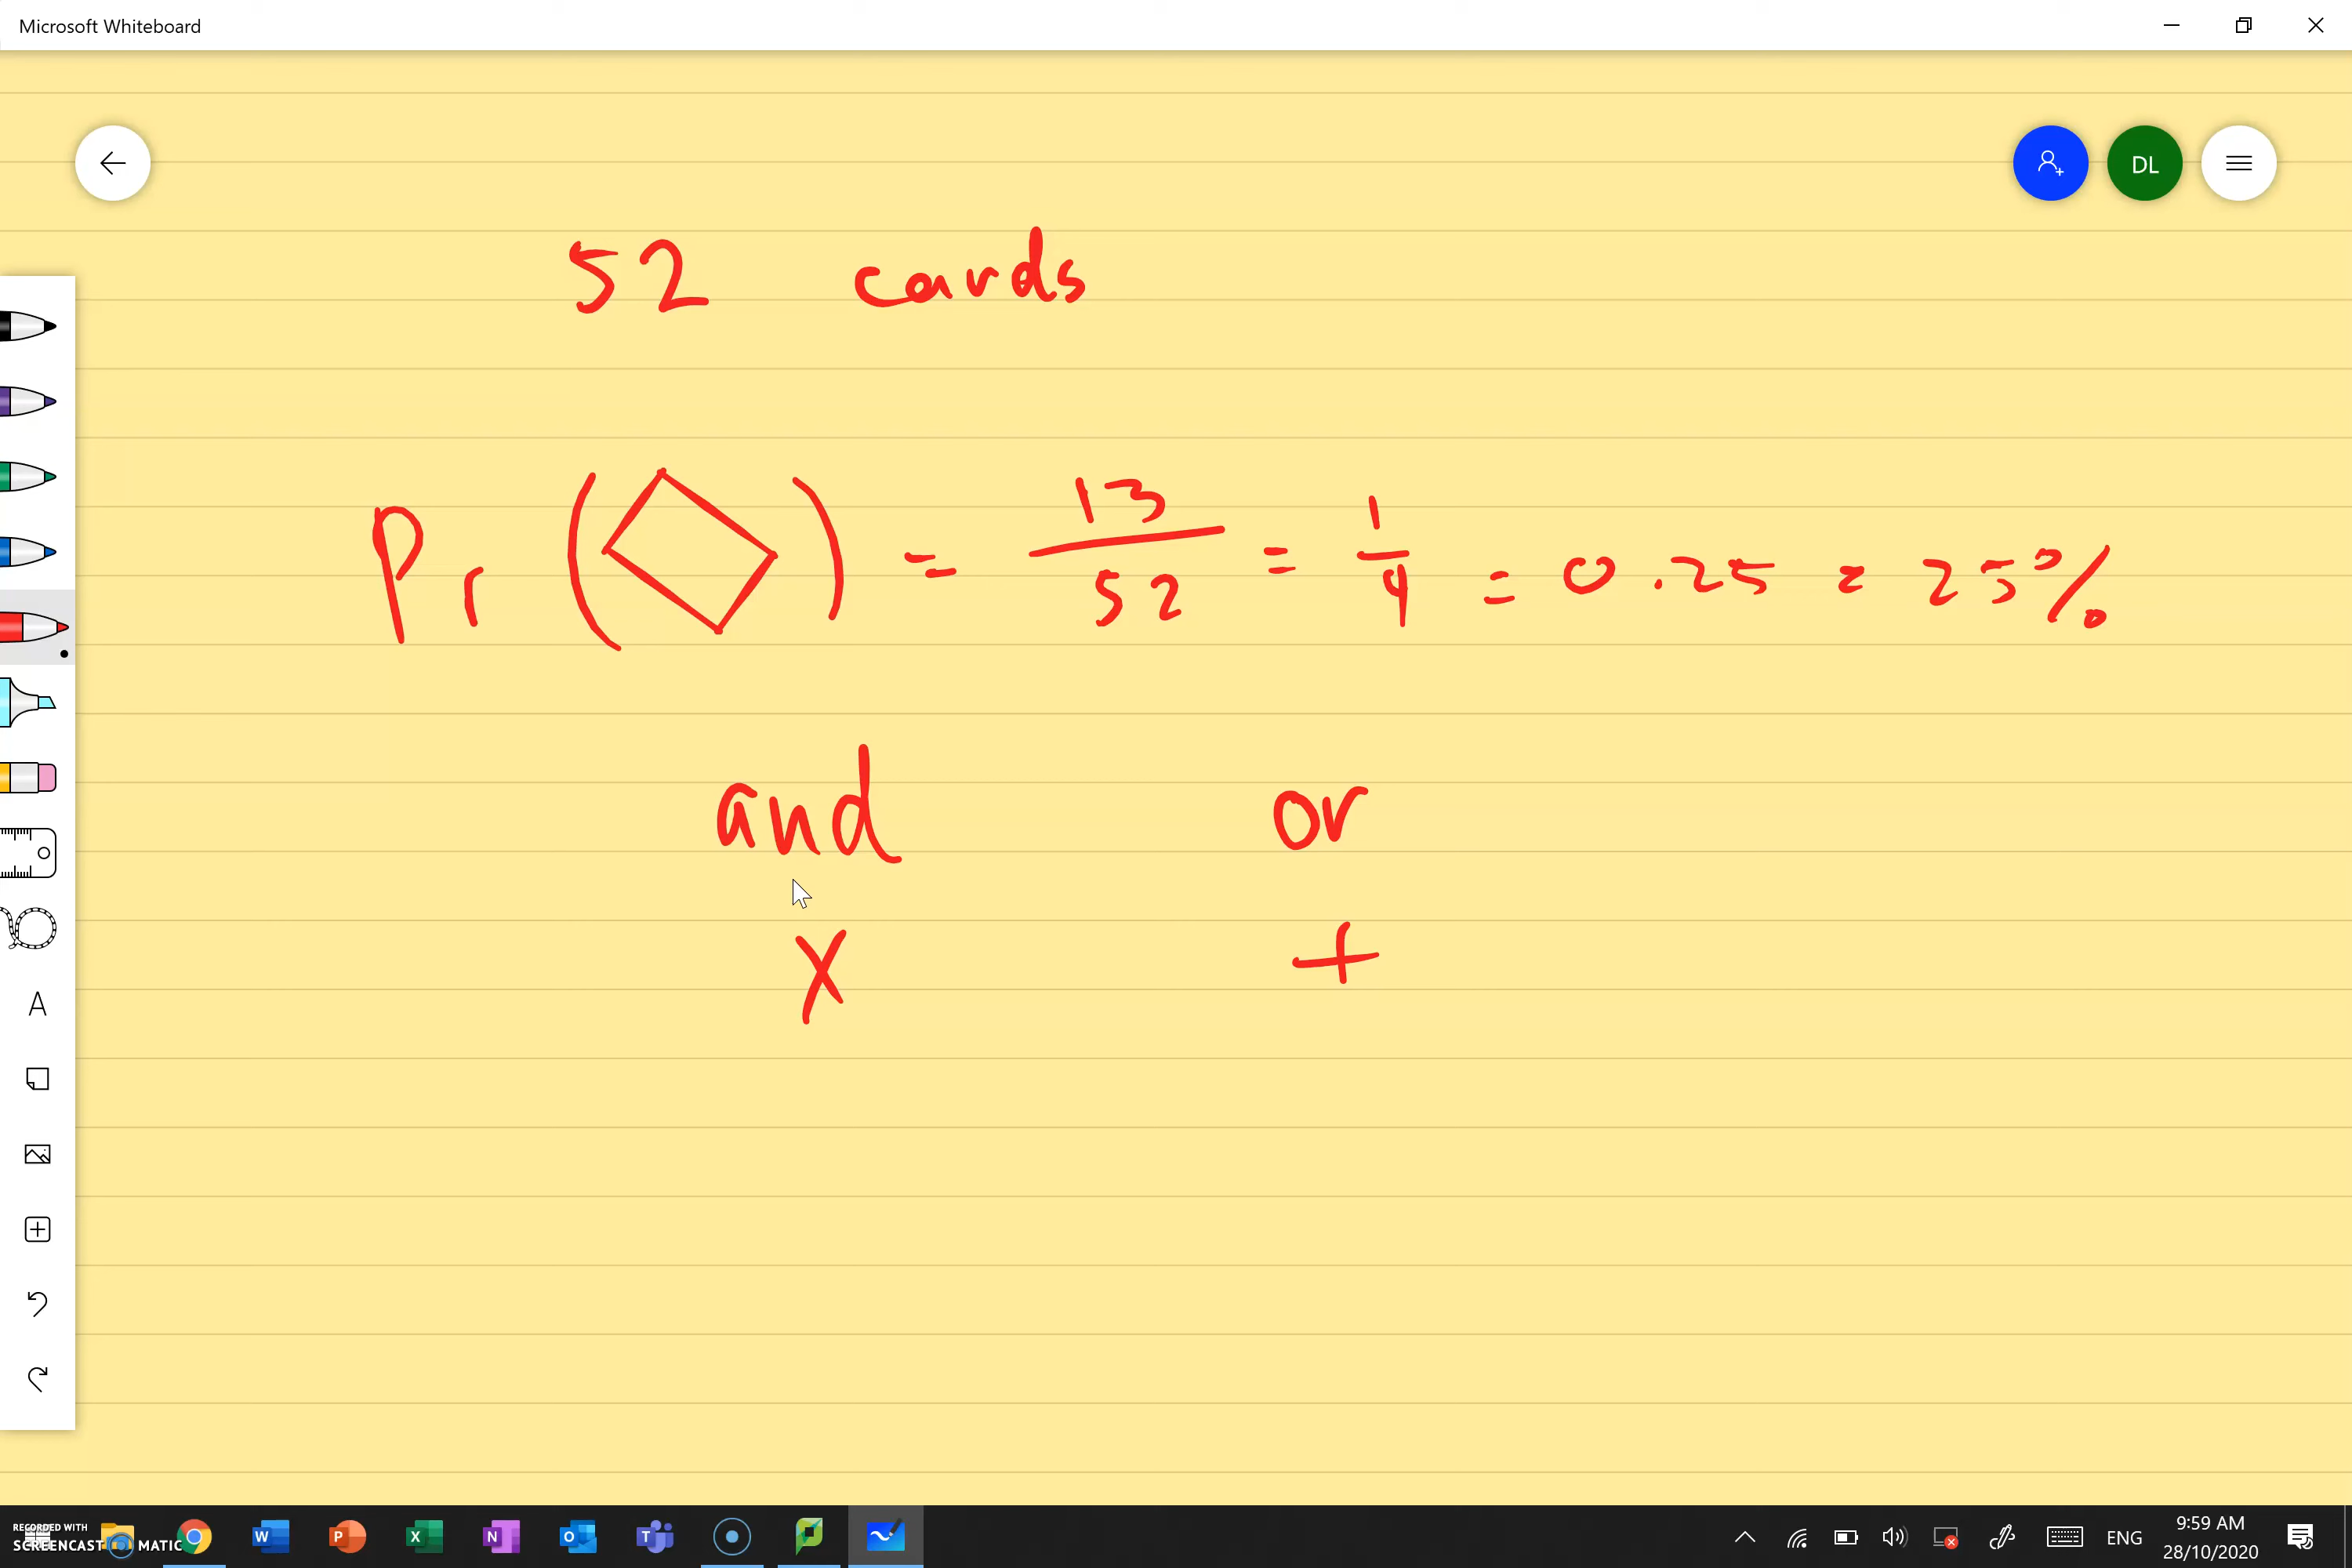 Microsoft Whiteboard
DL
52 cards
Pr ( ) = 13/52 = 1/4 = 0.25 = 25%
and or
x +
A
RECORDED WITH
SCREENCAST MATIC
ENG
9:59 AM
28/10/2020